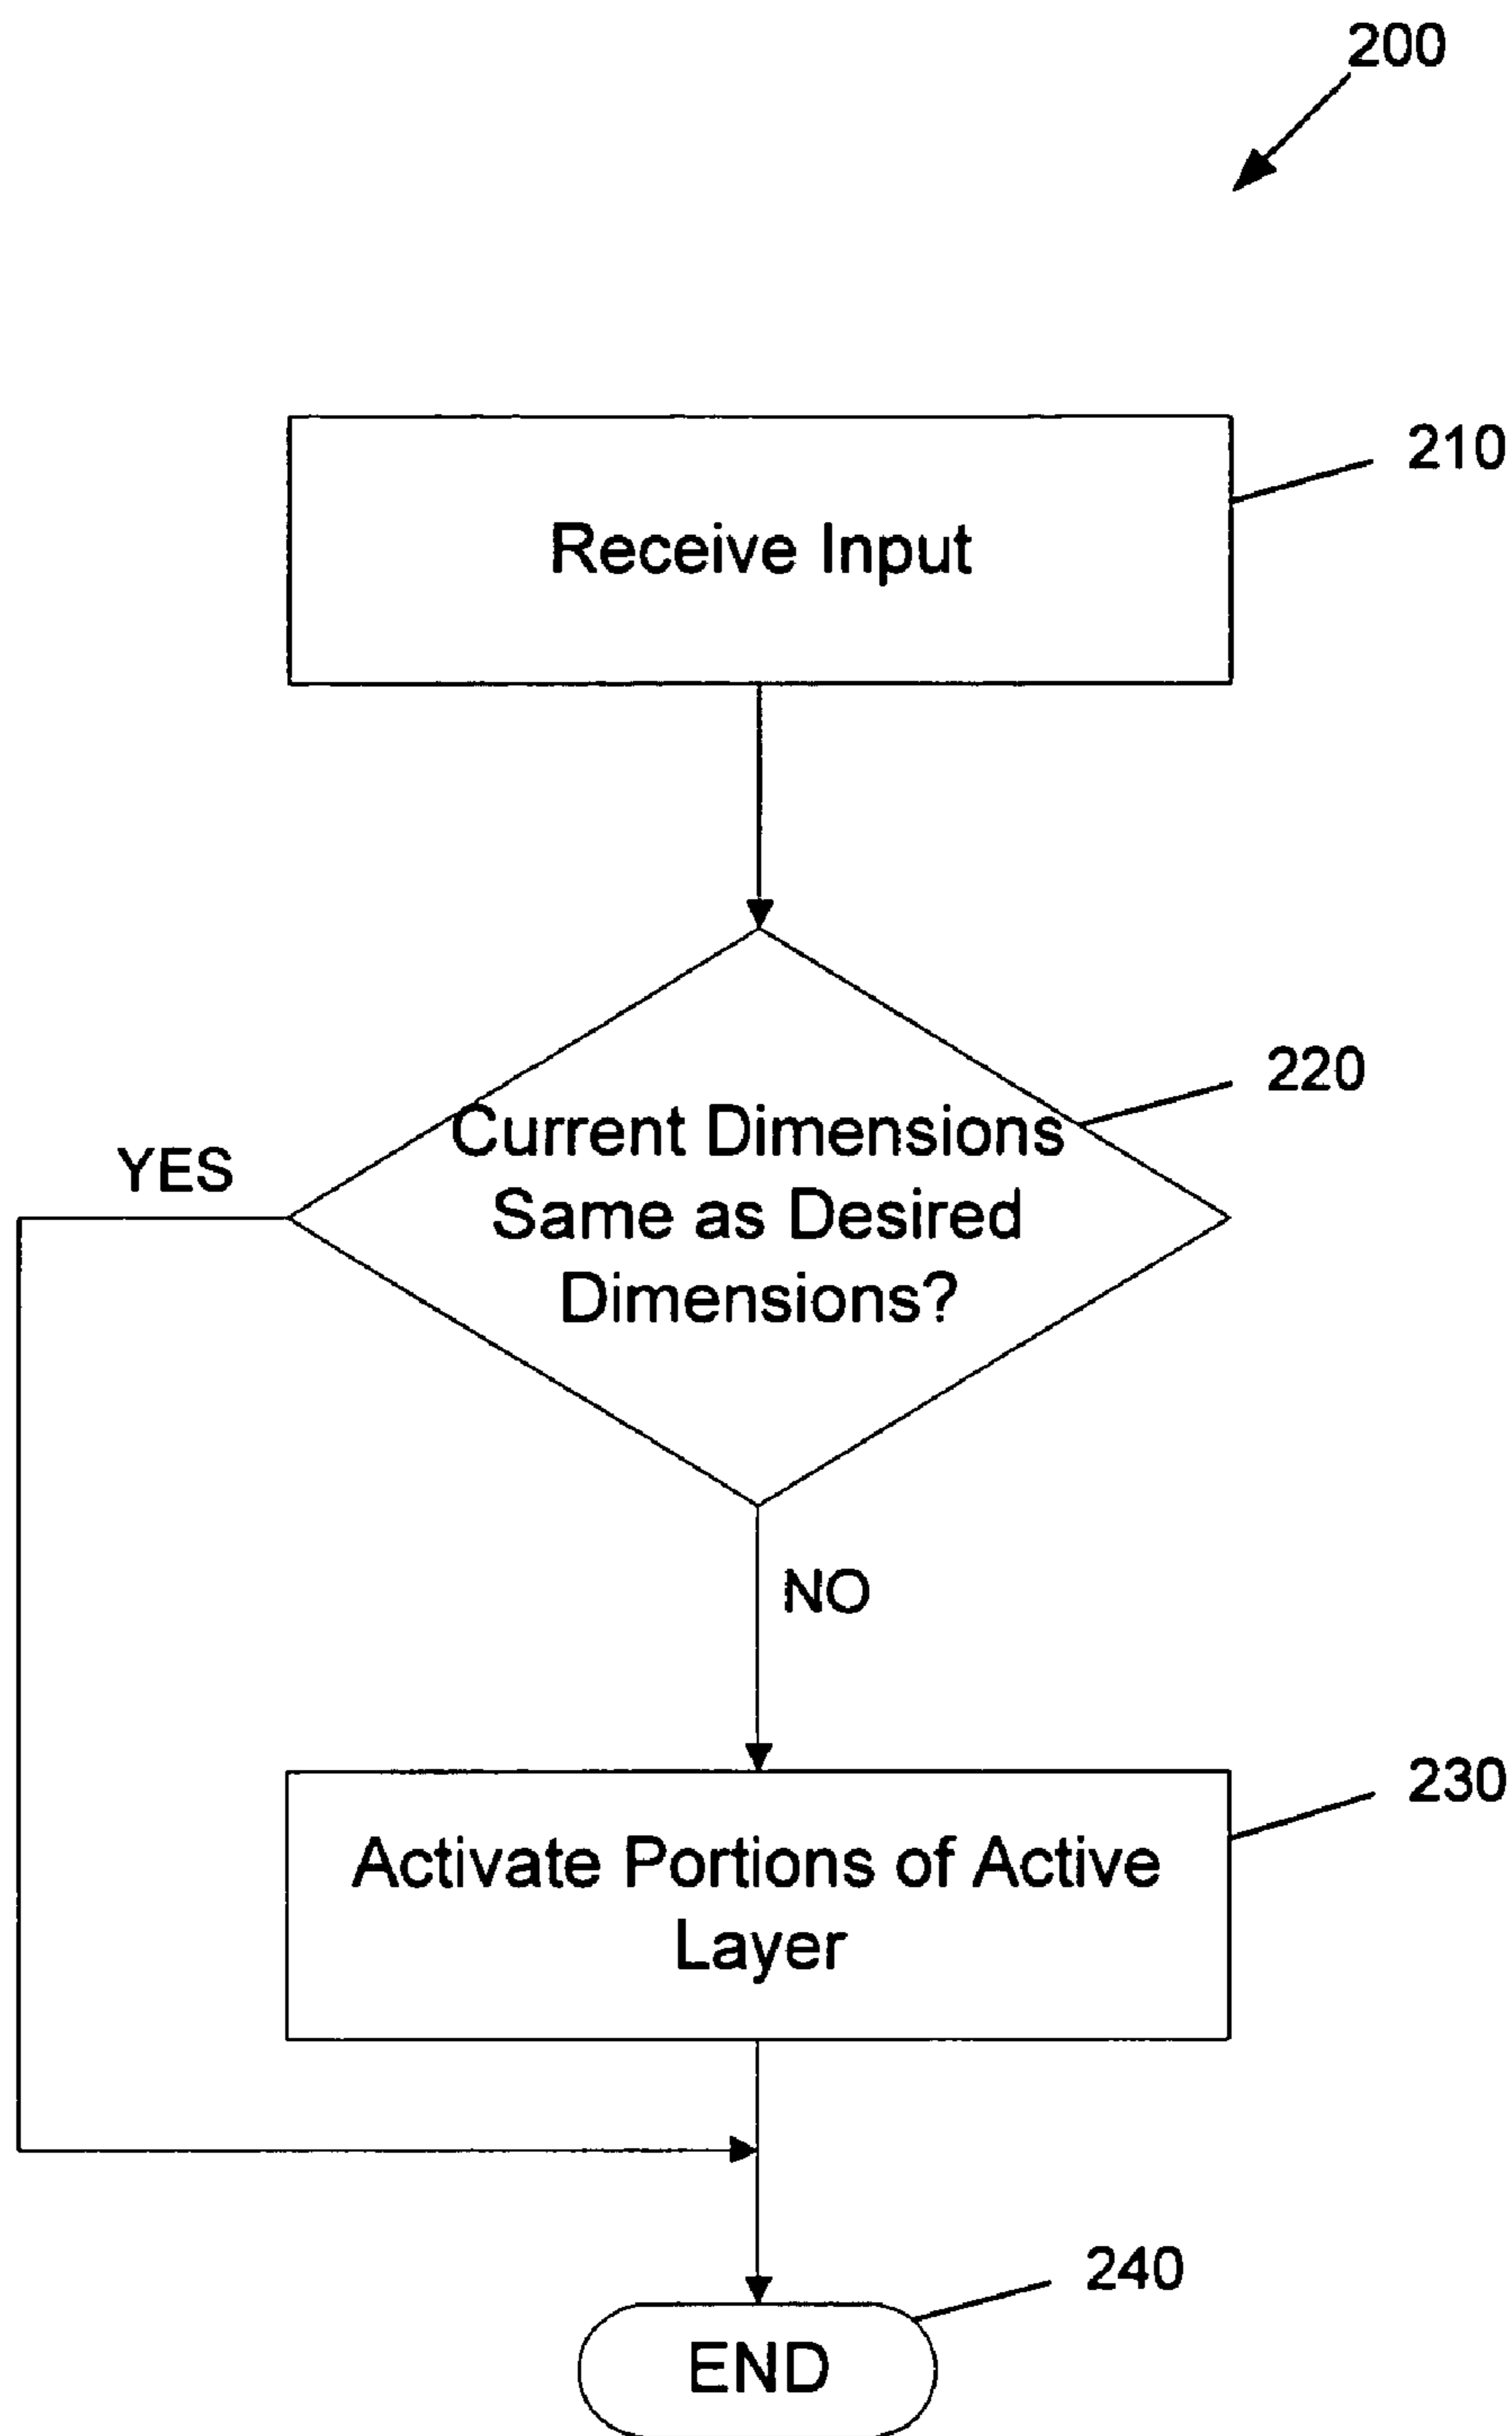 200
210
Receive Input
220
Current Dimensions
YES
Same as Desired
Dimensions?
NO
230
Activate Portions of Active
Layer
240
END